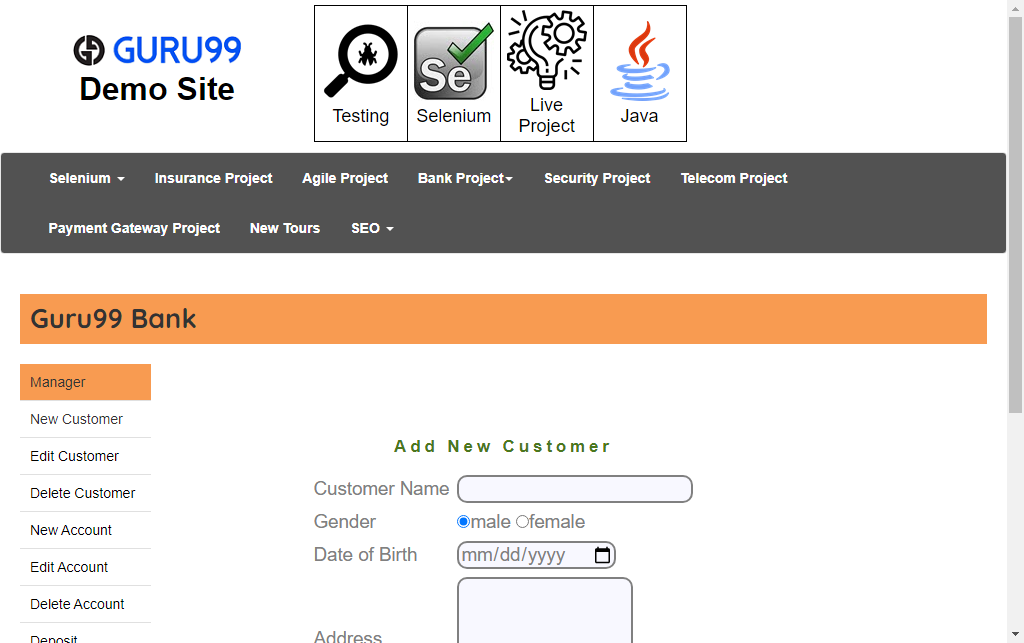 GURU99
Demo Site
Testing
Se
Selenium
Live
Project
Java
Selenium Insurance Project Agile Project Bank Project Security Project Telecom Project
Payment Gateway Project New Tours SEO
Guru99 Bank
Manager
New Customer
Edit Customer
Delete Customer
New Account
Edit Account
Delete Account
Deposit
Add New Customer
Customer Name
Gender male female
Date of Birth mm/dd/yyyy
Address